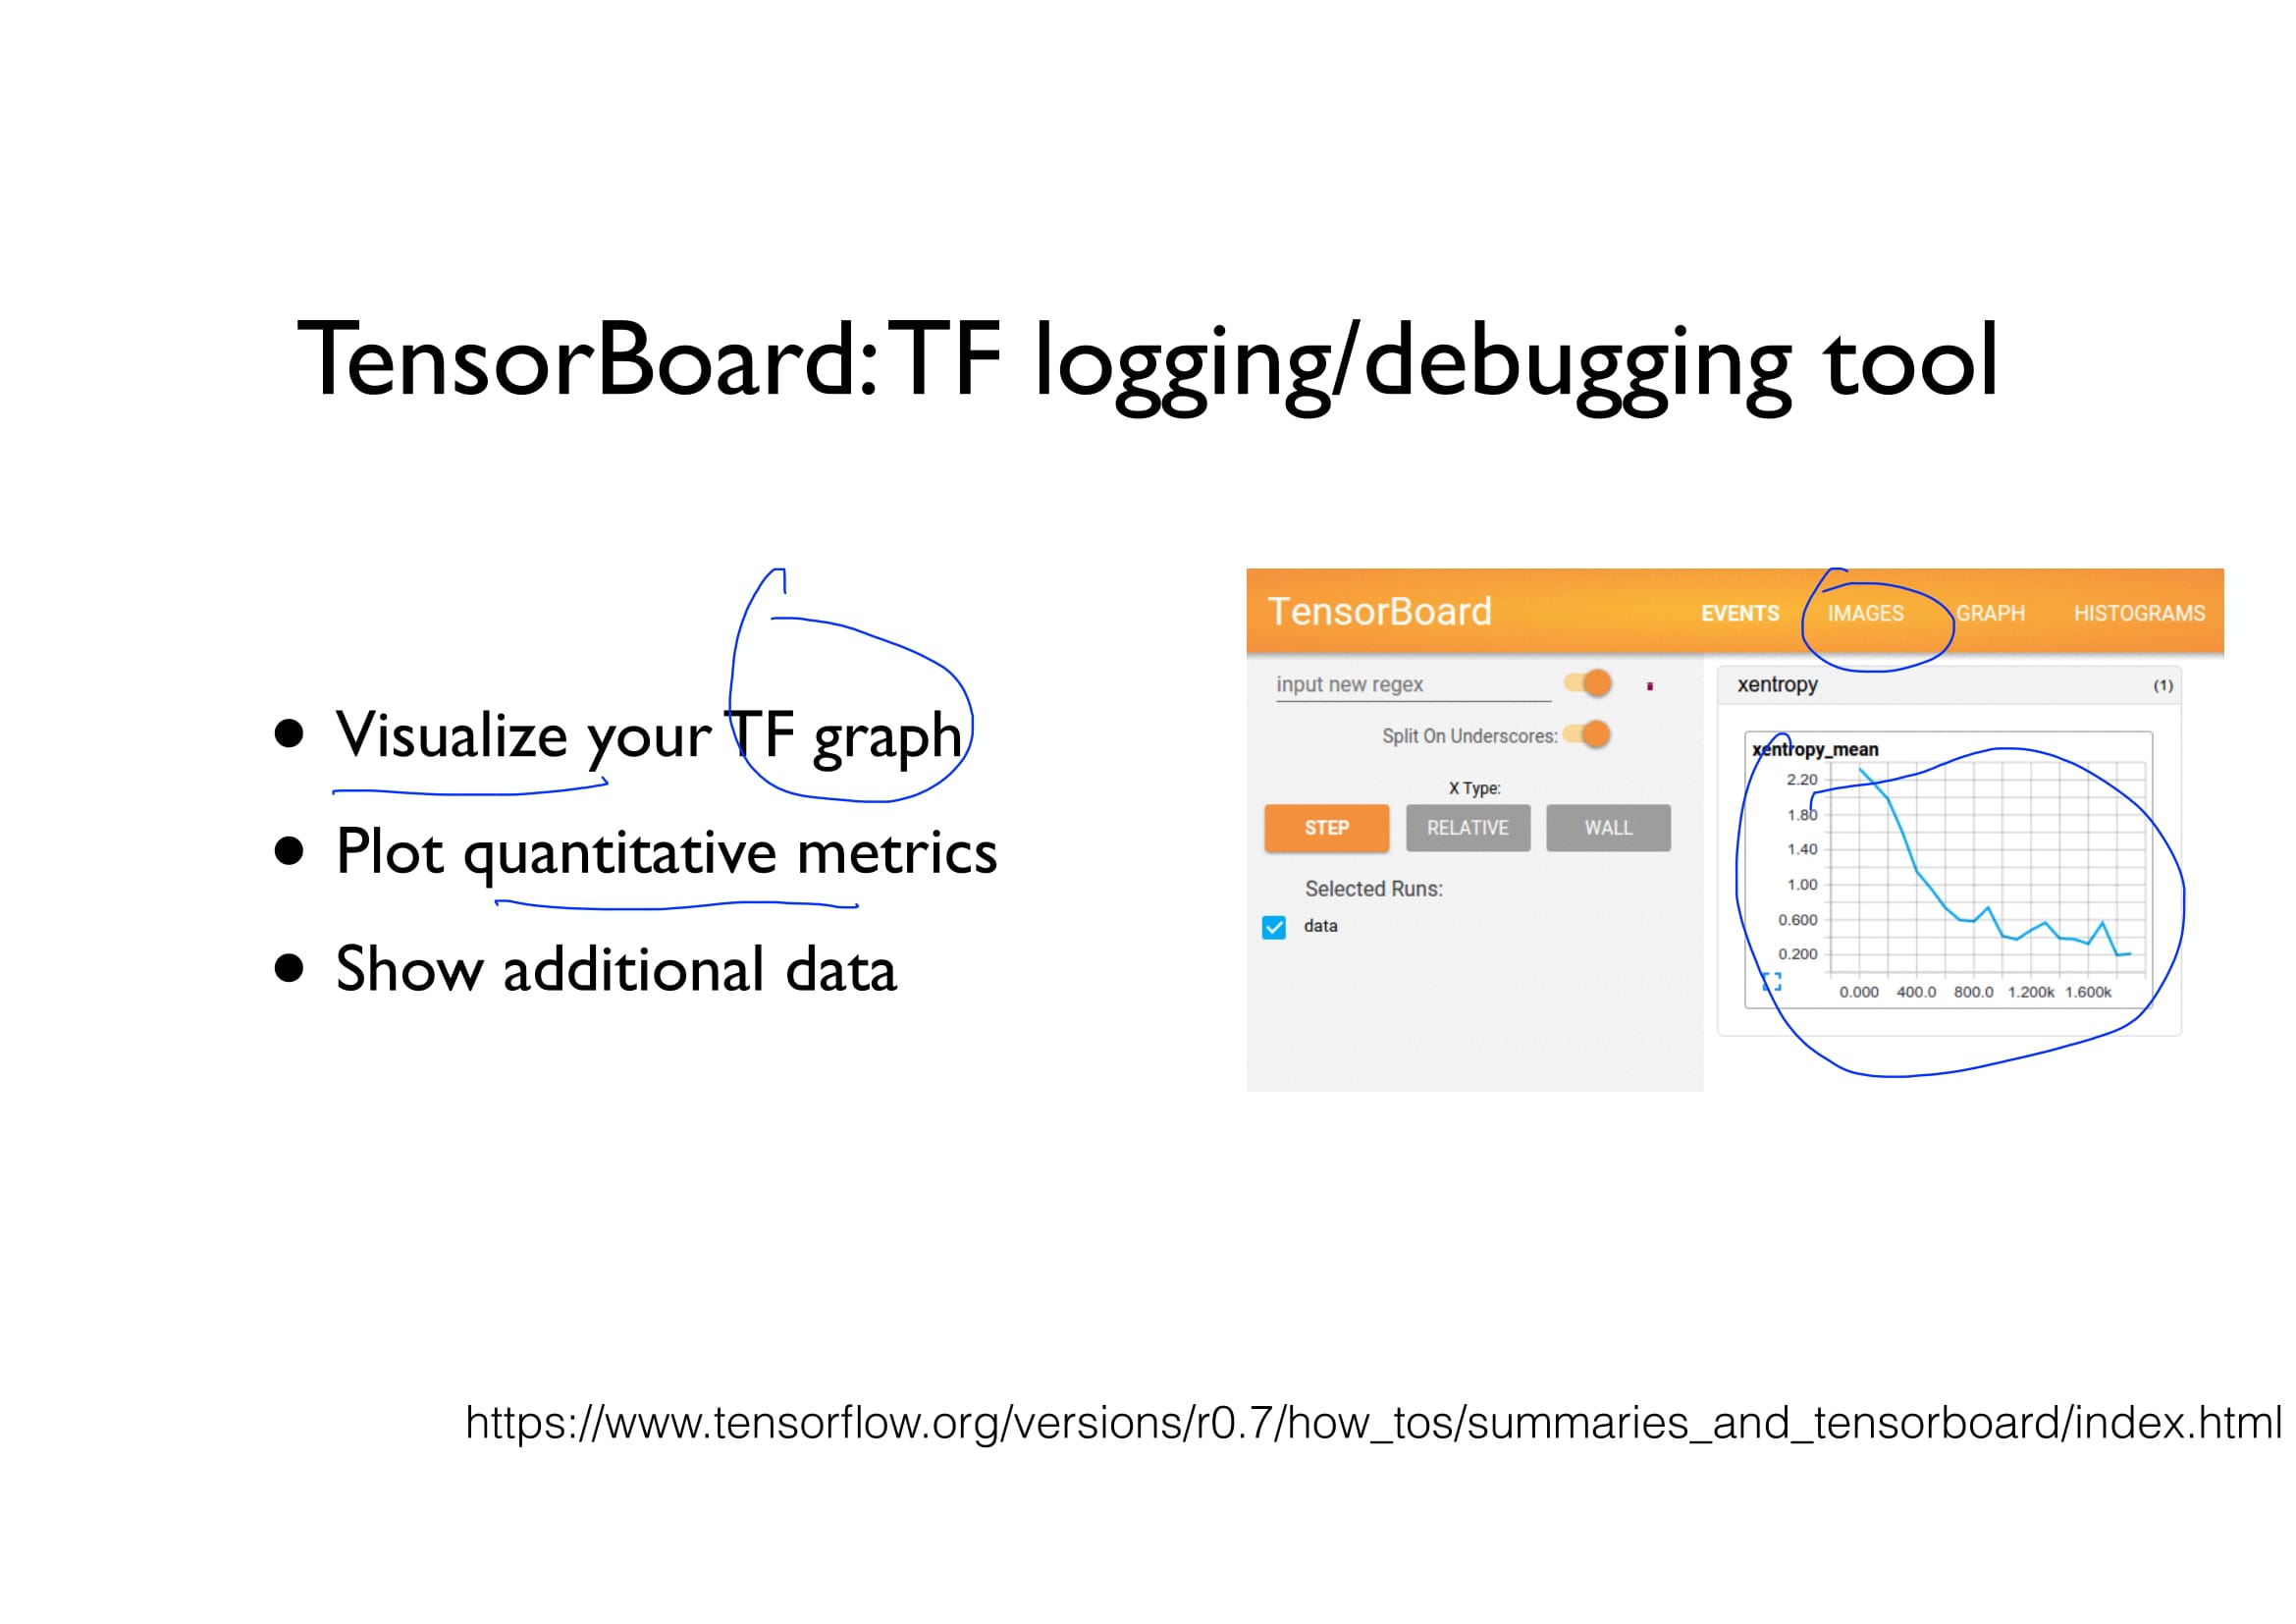 TensorBoard: TF logging/debugging tool
• Visualize your TF graph
• Plot quantitative metrics
• Show additional data
TensorBoard EVENTS IMAGES GRAPH HISTOGRAMS
input new regex
Split On Underscores:
X Type:
STEP RELATIVE WALL
Selected Runs:
data
xentropy (1)
xentropy_mean
2.20
1.80
1.40
1.00
0.600
0.200
0.000 400.0 800.0 1.200k 1.600k
https://www.tensorflow.org/versions/r0.7/how_tos/summaries_and_tensorboard/index.html